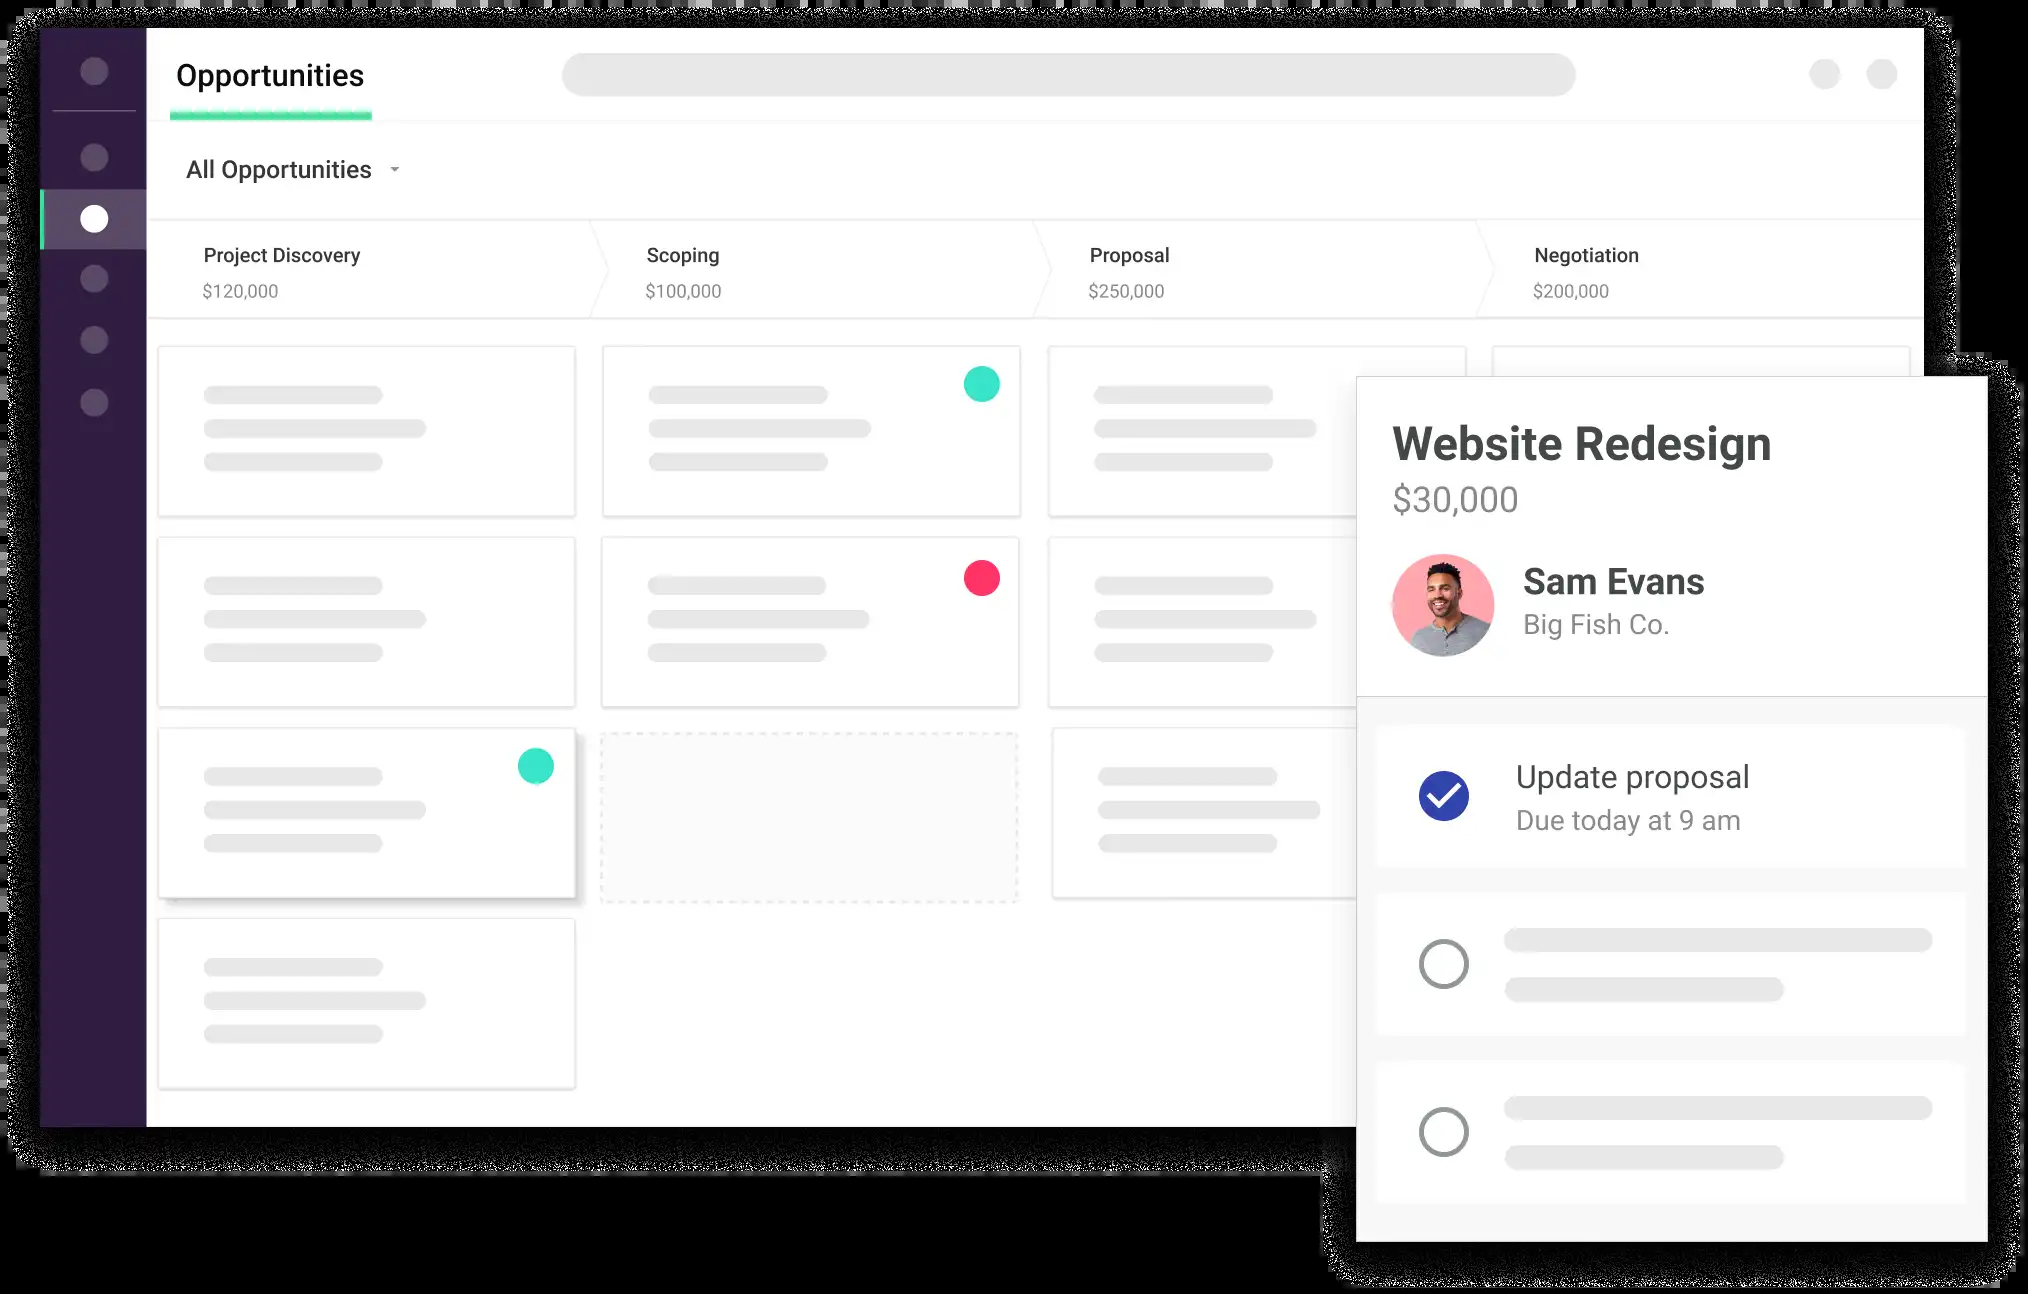 Opportunities
All Opportunities
Project Discovery
$120,000
Scoping
$100,000
Proposal
$250,000
Negotiation
$200,000
Website Redesign
$30,000
Sam Evans
Big Fish Co.
Update proposal
Due today at 9 am